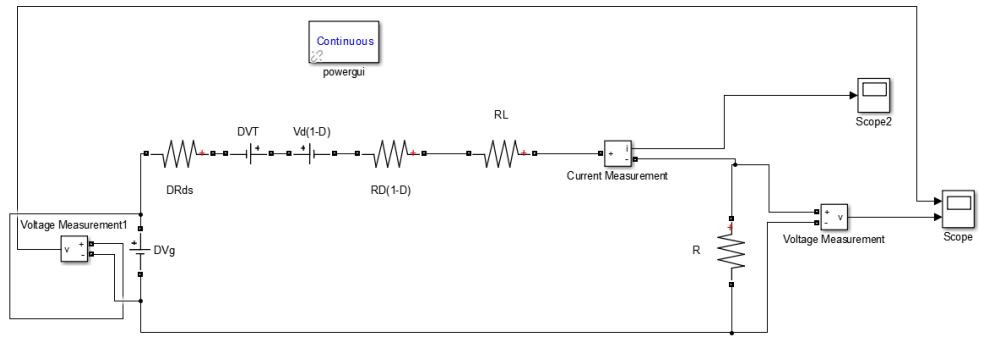 Continuous
powergui
Scope2
RL
DVT
Vd(1-D)
+
+
+
+
+
+
i
-
DRds
RD(1-D)
Current Measurement
Voltage Measurement1
v
+
-
+
DVg
+
R
+
-
v
Voltage Measurement
Scope